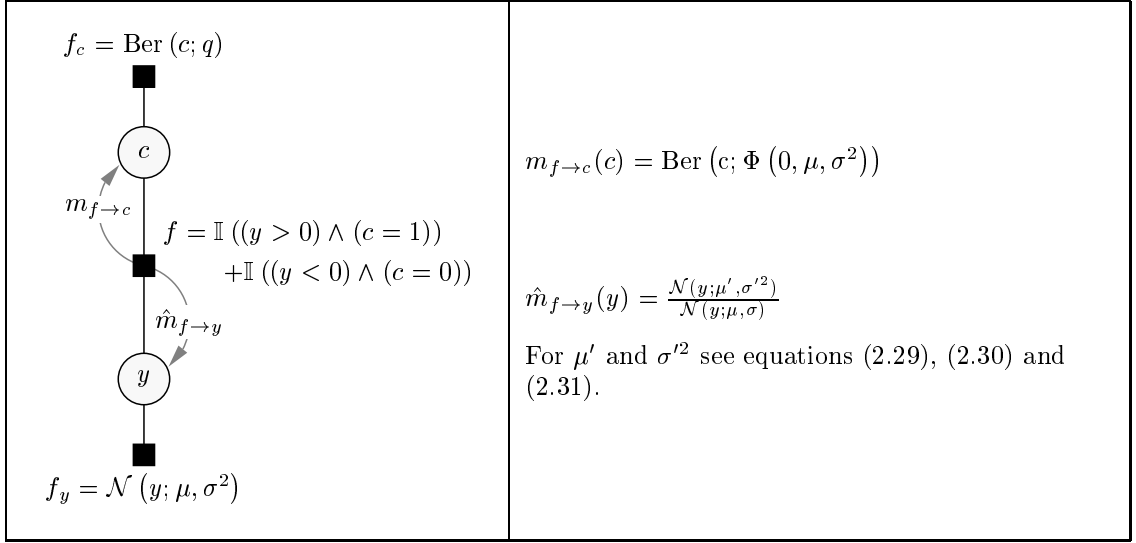 f_c = Ber (c; q)
c
m_{f→c}
f = 𝕀 ((y > 0) ∧ (c = 1))
+𝕀 ((y < 0) ∧ (c = 0))
m̂_{f→y}
y
f_y = 𝒩 (y; μ, σ²)
m_{f→c}(c) = Ber (c; Φ (0, μ, σ²))
m̂_{f→y}(y) = 𝒩(y;μ′,σ′²)/𝒩(y;μ,σ)
For μ′ and σ′² see equations (2.29), (2.30) and
(2.31).